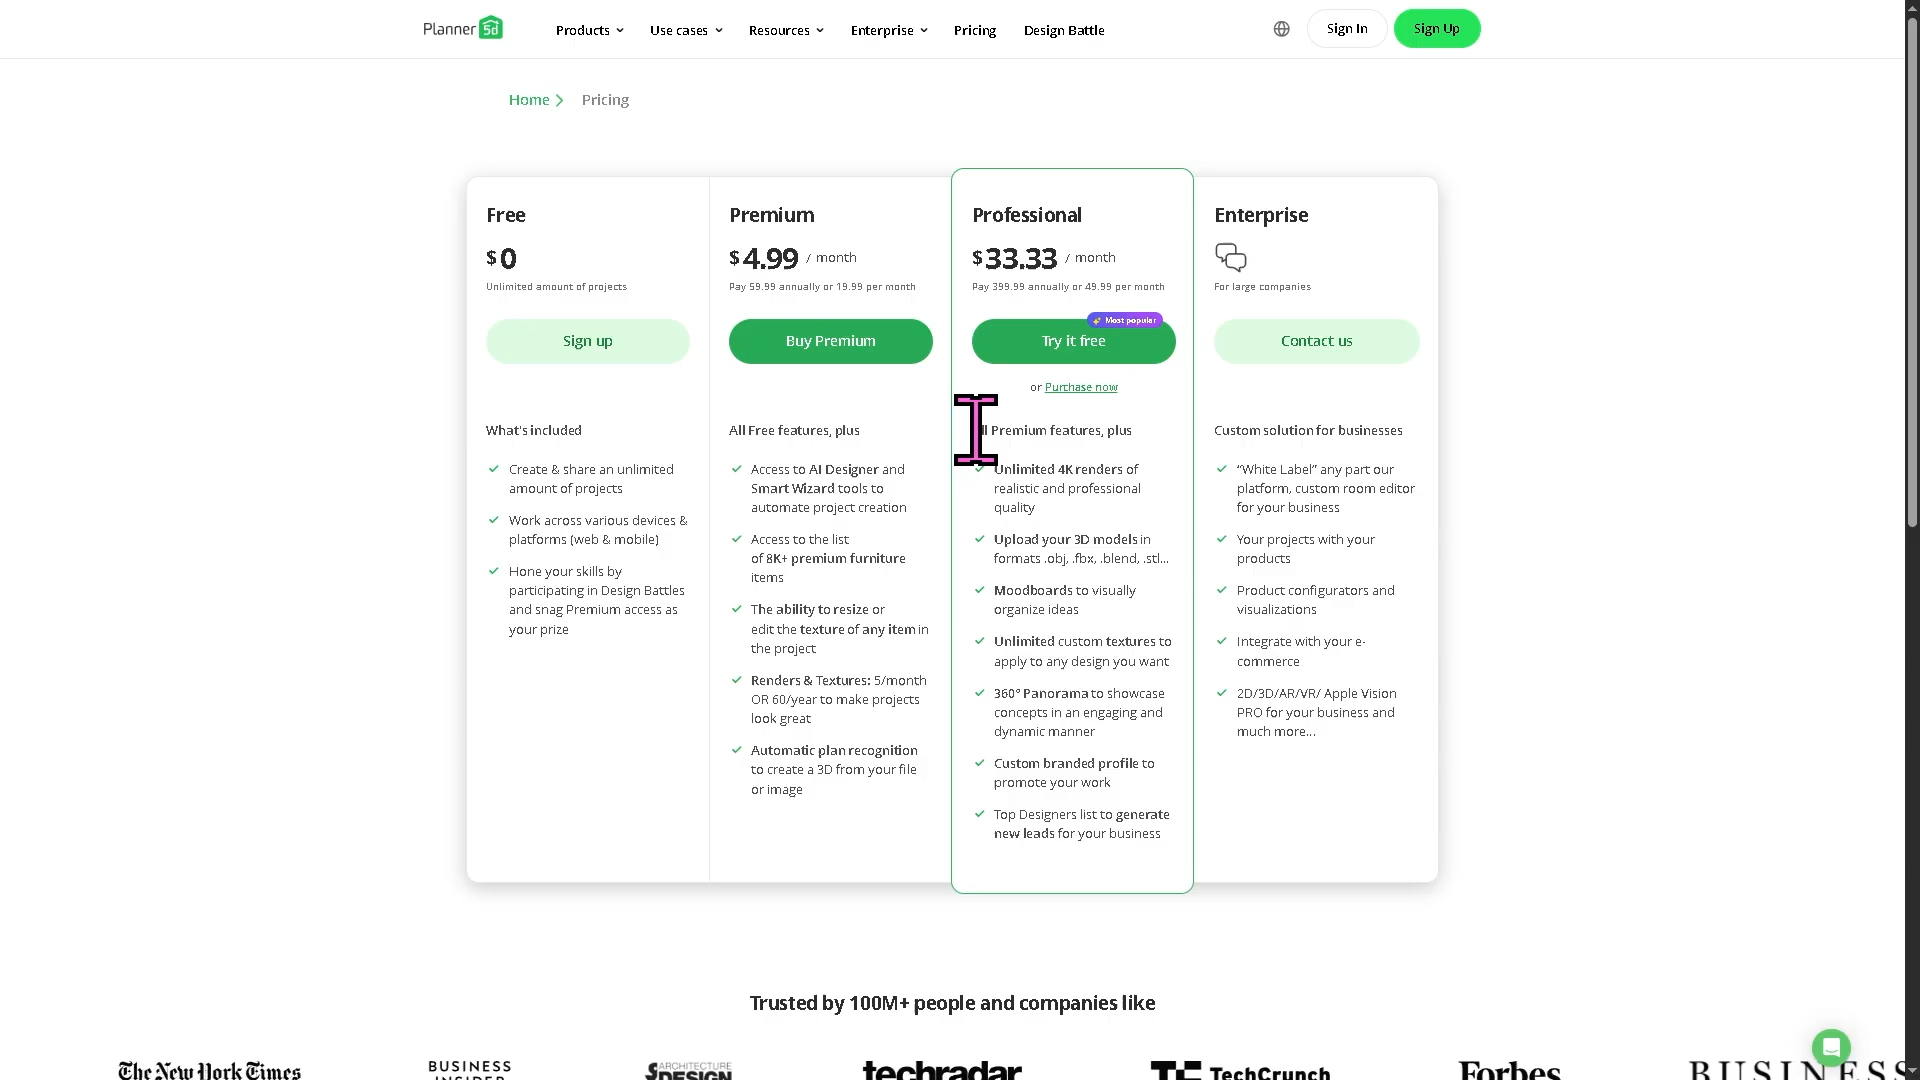 Planner 5d
Products
Use cases
Resources
Enterprise
Pricing
Design Battle
Sign In
Sign Up
Home
Pricing
Free
$0
Unlimited amount of projects
Sign up
What's included
Create & share an unlimited
amount of projects
Work across various devices &
platforms (web & mobile)
Hone your skills by
participating in Design Battles
and snag Premium access as
your prize
Premium
$4.99 / month
Pay 59.99 annually or 19.99 per month
Buy Premium
All Free features, plus
Access to AI Designer and
Smart Wizard tools to
automate project creation
Access to the list
of 8K+ premium furniture
items
The ability to resize or
edit the texture of any item in
the project
Renders & Textures: 5/month
OR 60/year to make projects
look great
Automatic plan recognition
to create a 3D from your file
or image
Professional
$33.33 / month
Pay 399.99 annually or 49.99 per month
Most popular
Try it free
or Purchase now
Premium features, plus
Unlimited 4K renders of
realistic and professional
quality
Upload your 3D models in
formats .obj, .fbx, .blend, .stl...
Moodboards to visually
organize ideas
Unlimited custom textures to
apply to any design you want
360° Panorama to showcase
concepts in an engaging and
dynamic manner
Custom branded profile to
promote your work
Top Designers list to generate
new leads for your business
Enterprise
For large companies
Contact us
Custom solution for businesses
“White Label” any part our
platform, custom room editor
for your business
Your projects with your
products
Product configurators and
visualizations
Integrate with your e-
commerce
2D/3D/AR/VR/ Apple Vision
PRO for your business and
much more...
Trusted by 100M+ people and companies like
The New York Times
BUSINESS
INSIDER
ARCHITECTURE
DESIGN
techradar
TechCrunch
Forbes
BUSINESS